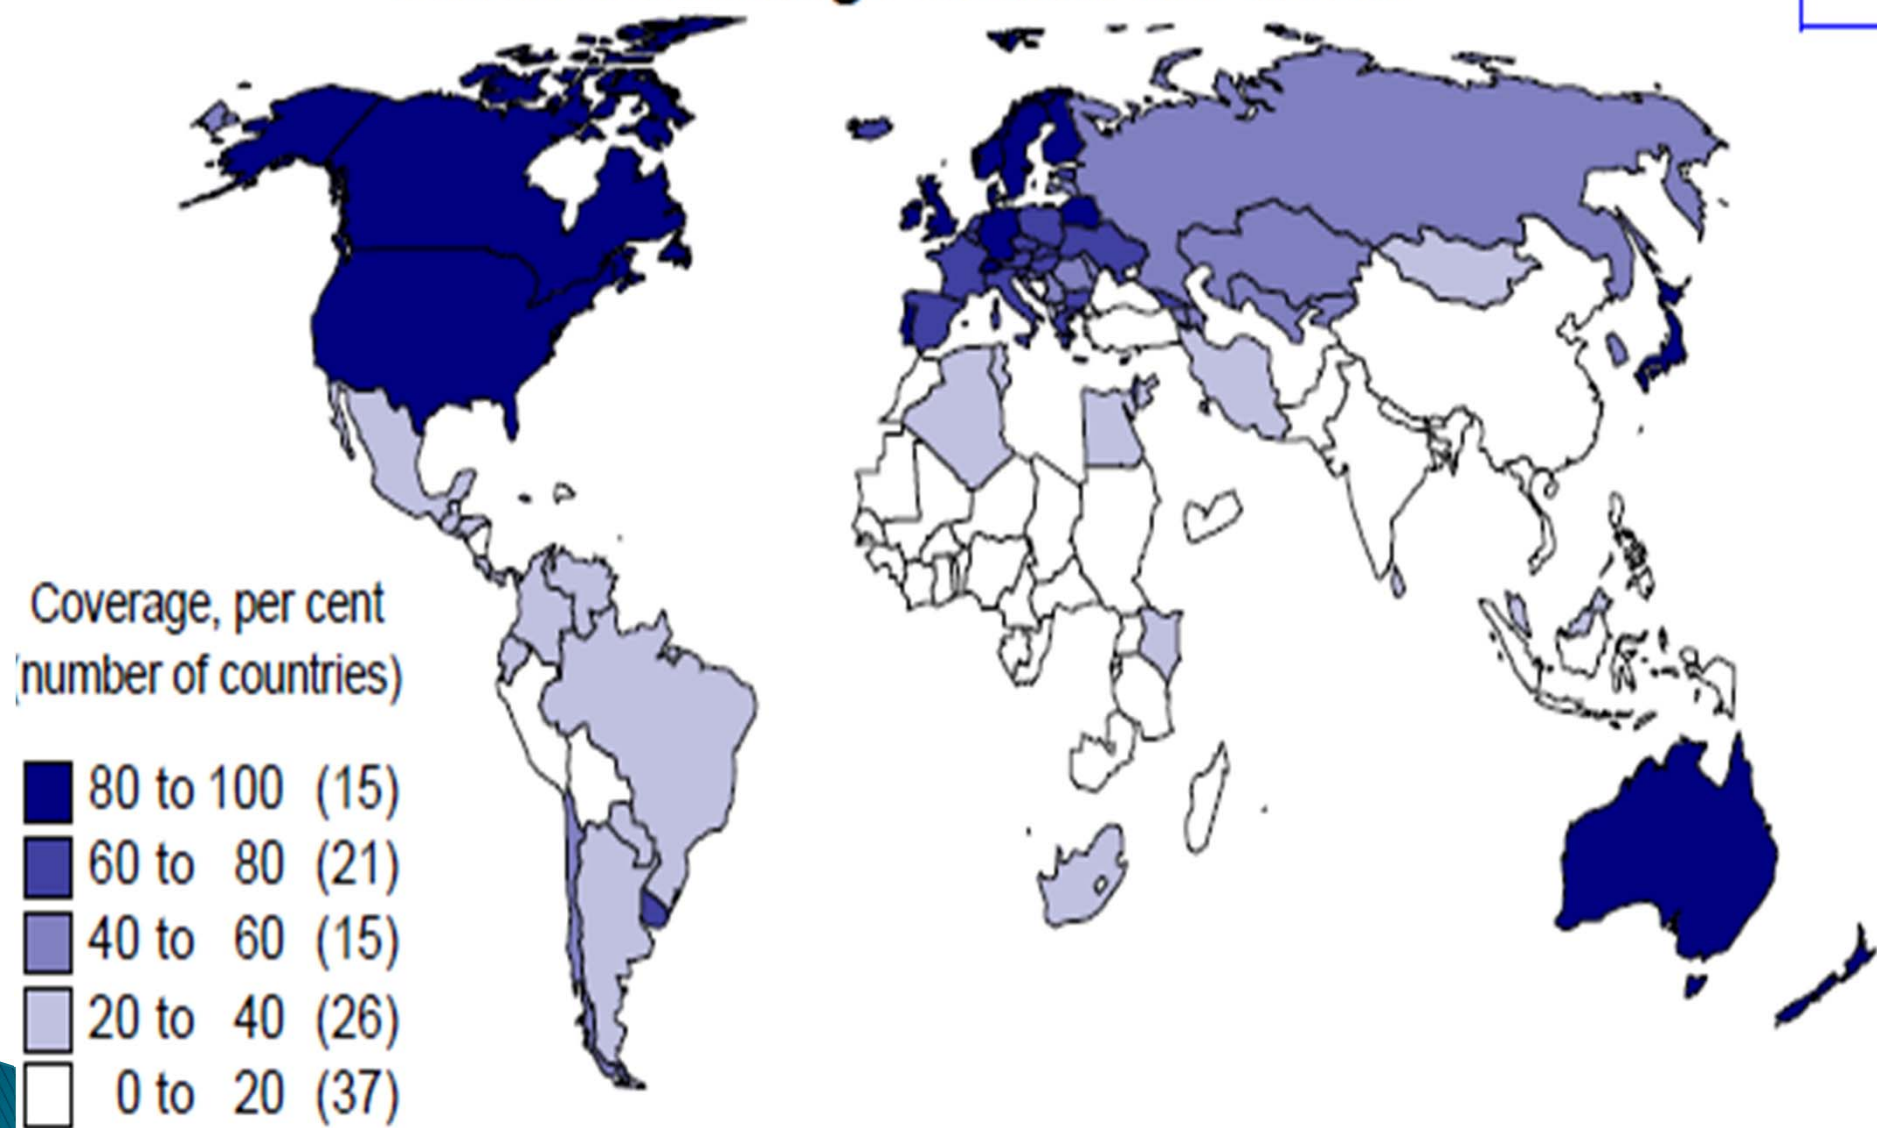 Coverage, per cent
(number of countries)
80 to 100 (15)
60 to 80 (21)
40 to 60 (15)
20 to 40 (26)
0 to 20 (37)